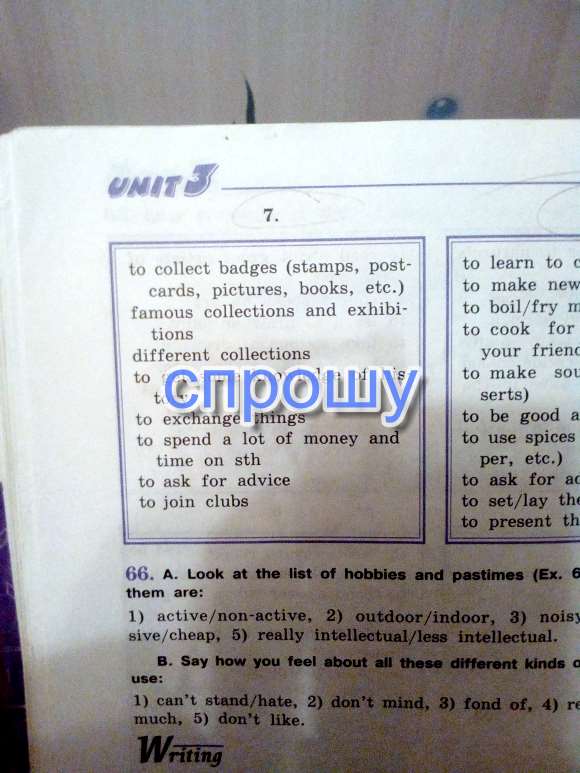 UNIT 3
7.
to collect badges (stamps, post-
cards, pictures, books, etc.)
famous collections and exhibi-
tions
different collections
to
спрошу
to exchange things
to spend a lot of money and
time on sth
to ask for advice
to join clubs
to learn to
to make new
to boil/fry
to cook for
your
to make
serts)
to be good
to use spices
per, etc.)
to ask for
to set/lay
to present
66. A. Look at the list of hobbies and pastimes (Ex.
them are:
1) active/non-active, 2) outdoor/indoor, 3)
sive/cheap, 5) really intellectual/less intellectual.
B. Say how you feel about all these different kinds
use:
1) can't stand/hate, 2) don't mind, 3) fond of, 4)
much, 5) don't like.
Writing